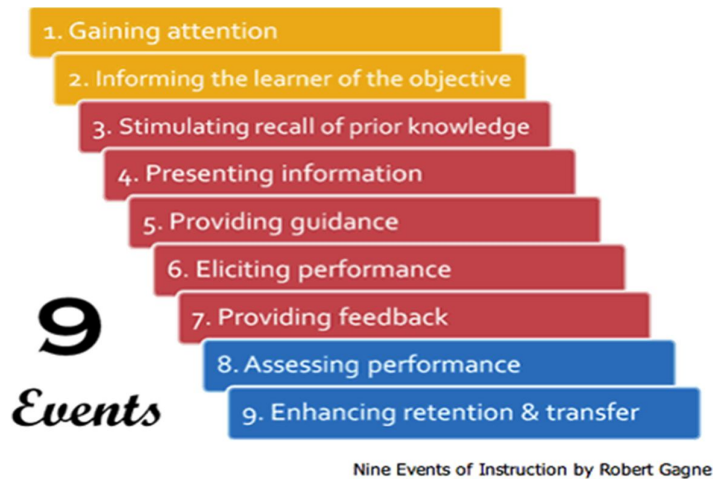 1. Gaining attention
2. Informing the learner of the objective
3. Stimulating recall of prior knowledge
4. Presenting information
5. Providing guidance
6. Eliciting performance
7. Providing feedback
8. Assessing performance
9. Enhancing retention & transfer
9
Events
Nine Events of Instruction by Robert Gagne